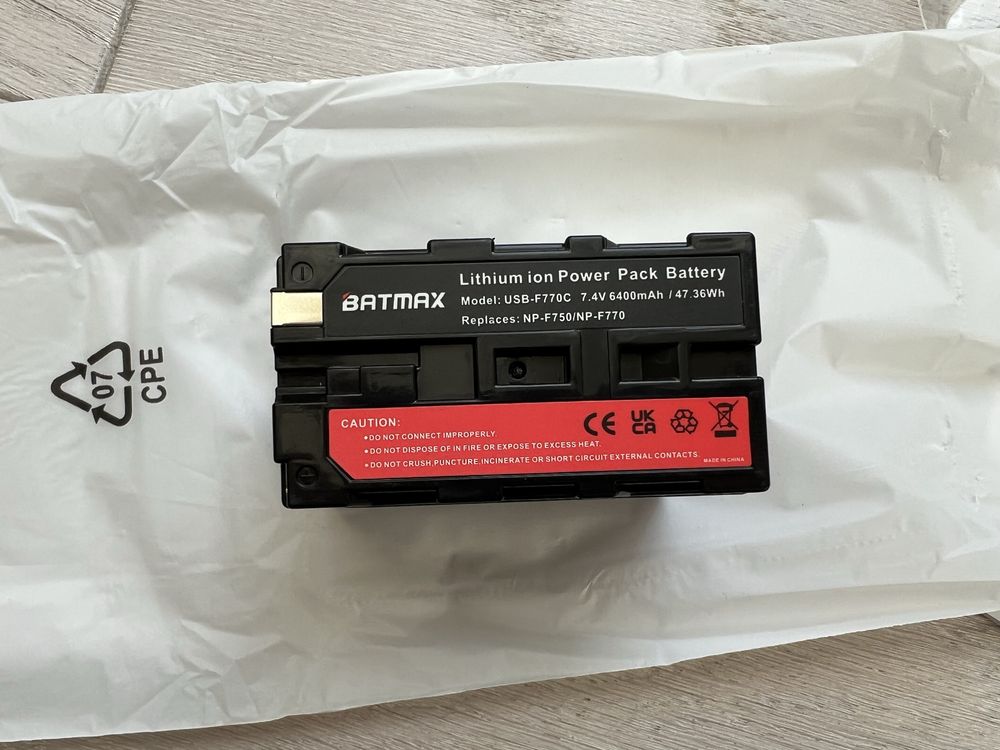 BATMAX
Lithium ion Power Pack Battery
Model: USB-F770C 7.4V 6400mAh / 47.36Wh
Replaces: NP-F750/NP-F770
CAUTION:
•DO NOT CONNECT IMPROPERLY.
•DO NOT DISPOSE OF IN FIRE OR EXPOSE TO EXCESS HEAT.
•DO NOT CRUSH,PUNCTURE,INCINERATE OR SHORT CIRCUIT EXTERNAL CONTACTS.
CE
UK
CA
MADE IN CHINA
07
CPE